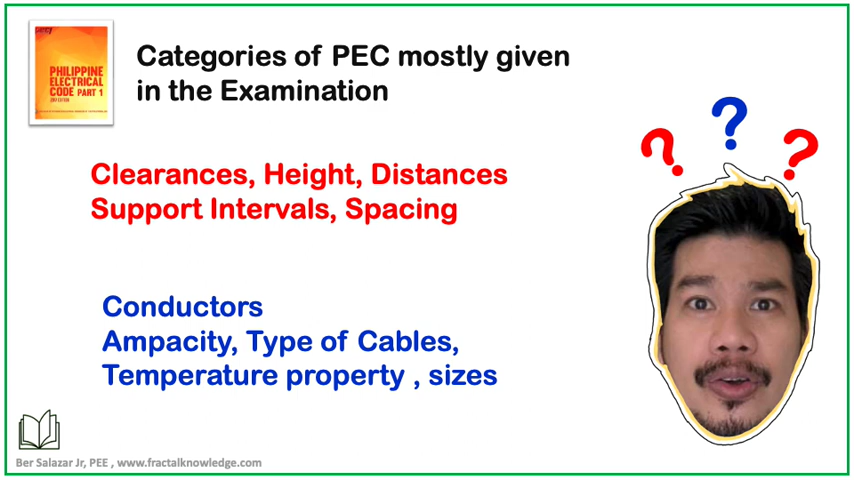 PHILIPPINE
ELECTRICAL
CODE PART 1
Categories of PEC mostly given
in the Examination
? ? ?
Clearances, Height, Distances
Support Intervals, Spacing
Conductors
Ampacity, Type of Cables,
Temperature property , sizes
Ber Salazar Jr, PEE , www.fractalknowledge.com